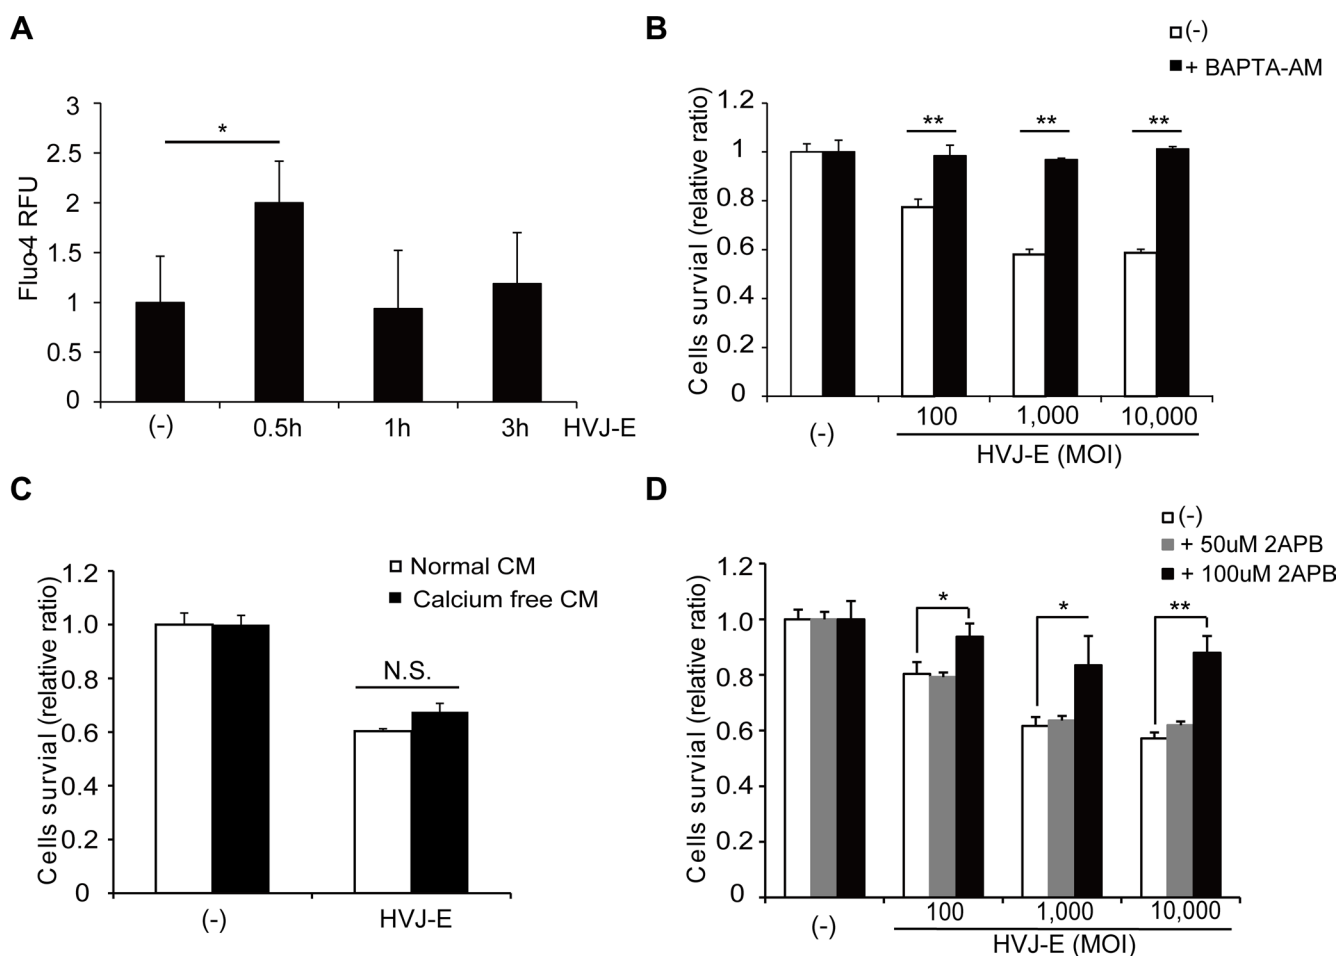 A
3
2.5
2
1.5
1
0.5
0
Fluo-4 RFU
*
(-)
0.5h
1h
3h
HVJ-E
B
(-)
+ BAPTA-AM
1.2
1
0.8
0.6
0.4
0.2
0
Cells survial (relative ratio)
**
**
**
(-)
100
1,000
10,000
HVJ-E (MOI)
C
Normal CM
Calcium free CM
1.2
1.0
0.8
0.6
0.4
0.2
0
Cells survial (relative ratio)
N.S.
(-)
HVJ-E
D
(-)
+ 50uM 2APB
+ 100uM 2APB
1.2
1
0.8
0.6
0.4
0.2
0
Cells survial (relative ratio)
*
*
**
(-)
100
1,000
10,000
HVJ-E (MOI)